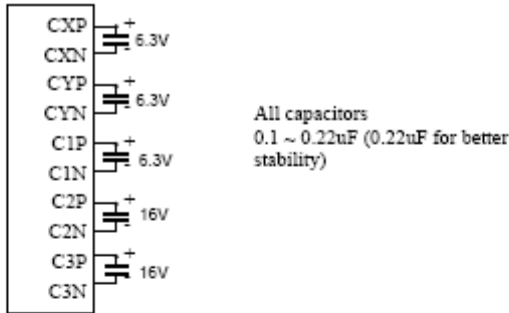 CXP
+
6.3V
CXN
-
CYP
+
6.3V
CYN
-
C1P
+
6.3V
C1N
-
C2P
+
16V
C2N
-
C3P
+
16V
C3N
-
All capacitors
0.1 ~ 0.22uF (0.22uF for better
stability)